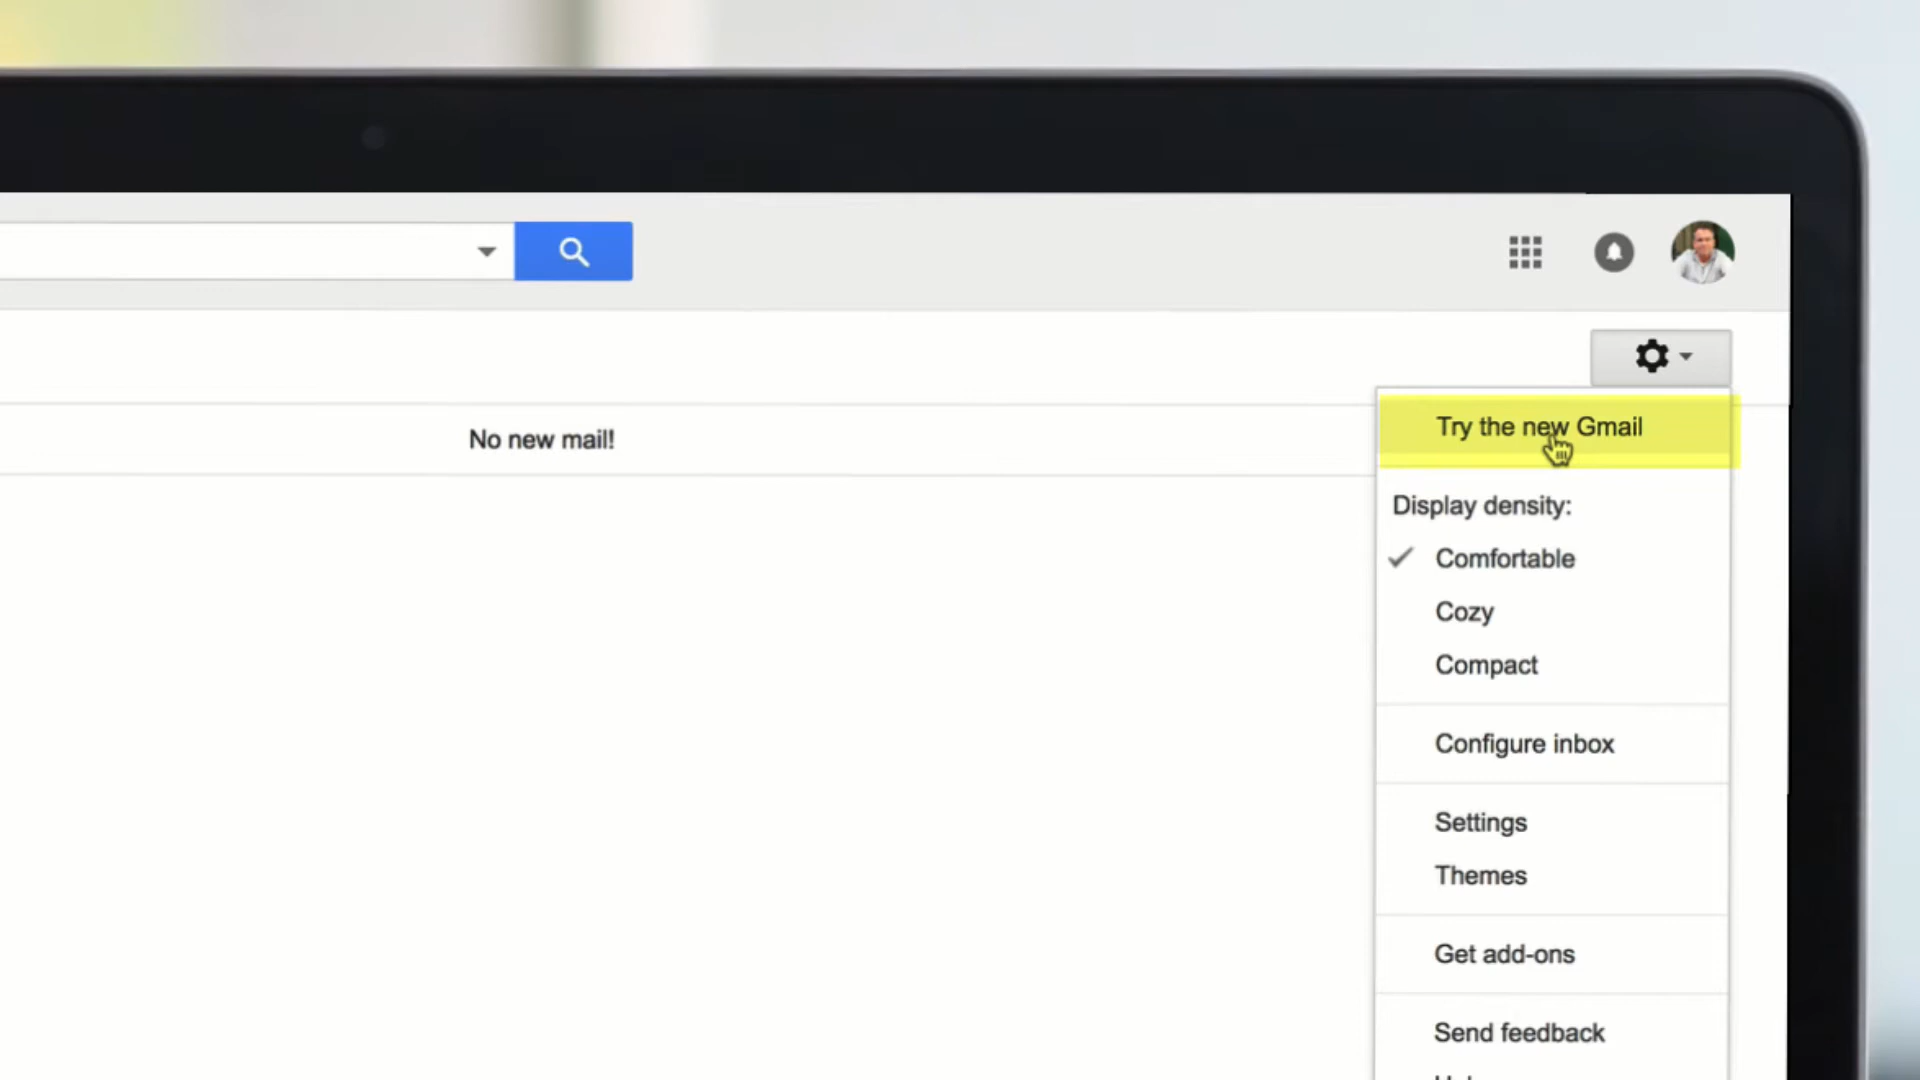 No new mail!
Try the new Gmail
Display density:
Comfortable
Cozy
Compact
Configure inbox
Settings
Themes
Get add-ons
Send feedback